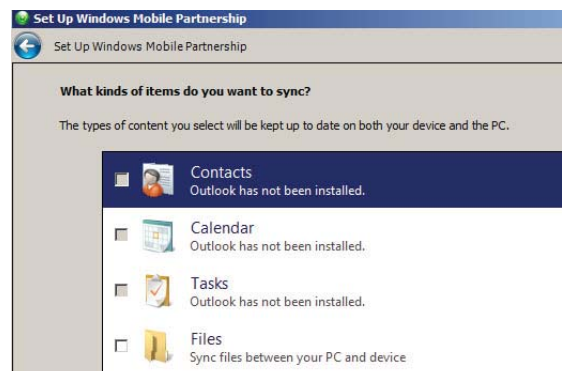 Set Up Windows Mobile Partnership
Set Up Windows Mobile Partnership
What kinds of items do you want to sync?
The types of content you select will be kept up to date on both your device and the PC.
Contacts
Outlook has not been installed.
Calendar
Outlook has not been installed.
Tasks
Outlook has not been installed.
Files
Sync files between your PC and device